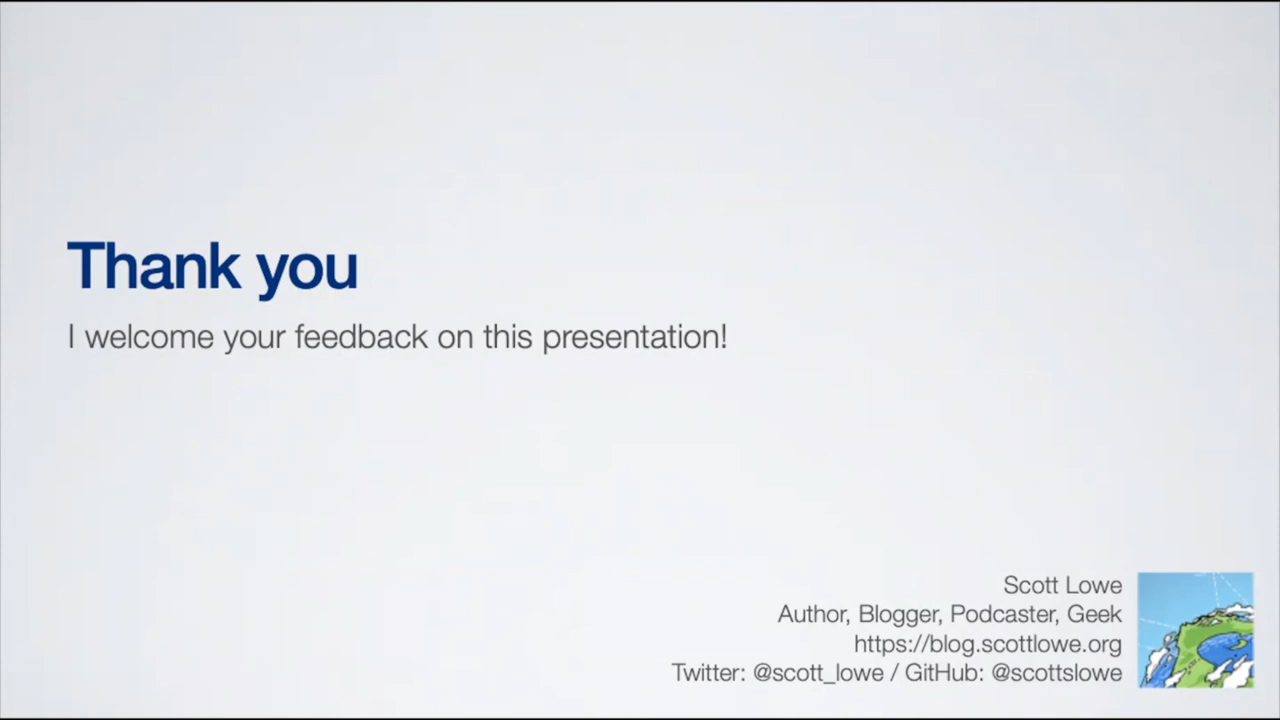 Thank you
I welcome your feedback on this presentation!
Scott Lowe
Author, Blogger, Podcaster, Geek
https://blog.scottlowe.org
Twitter: @scott_lowe / GitHub: @scottslowe